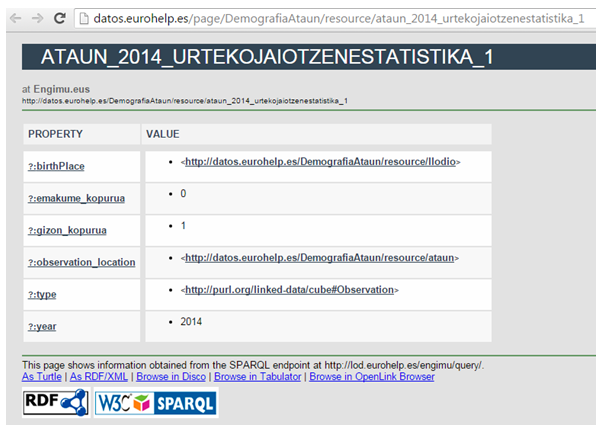 datos.eurohelp.es/page/DemografiaAtaun/resource/ataun_2014_urtekojaiotzenestatistika_1
ATAUN_2014_URTEKOJAIOTZENESTATISTIKA_1
at Engimu.eus
http://datos.eurohelp.es/DemografiaAtaun/resource/ataun_2014_urtekojaiotzenestatistika_1
PROPERTY VALUE
?:birthPlace • <http://datos.eurohelp.es/DemografiaAtaun/resource/llodio>
?:emakume_kopurua • 0
?:gizon_kopurua • 1
?:observation_location • <http://datos.eurohelp.es/DemografiaAtaun/resource/ataun>
?:type • <http://purl.org/linked-data/cube#Observation>
?:year • 2014
This page shows information obtained from the SPARQL endpoint at http://lod.eurohelp.es/engimu/query/.
As Turtle | As RDF/XML | Browse in Disco | Browse in Tabulator | Browse in OpenLink Browser
RDF W3C SPARQL